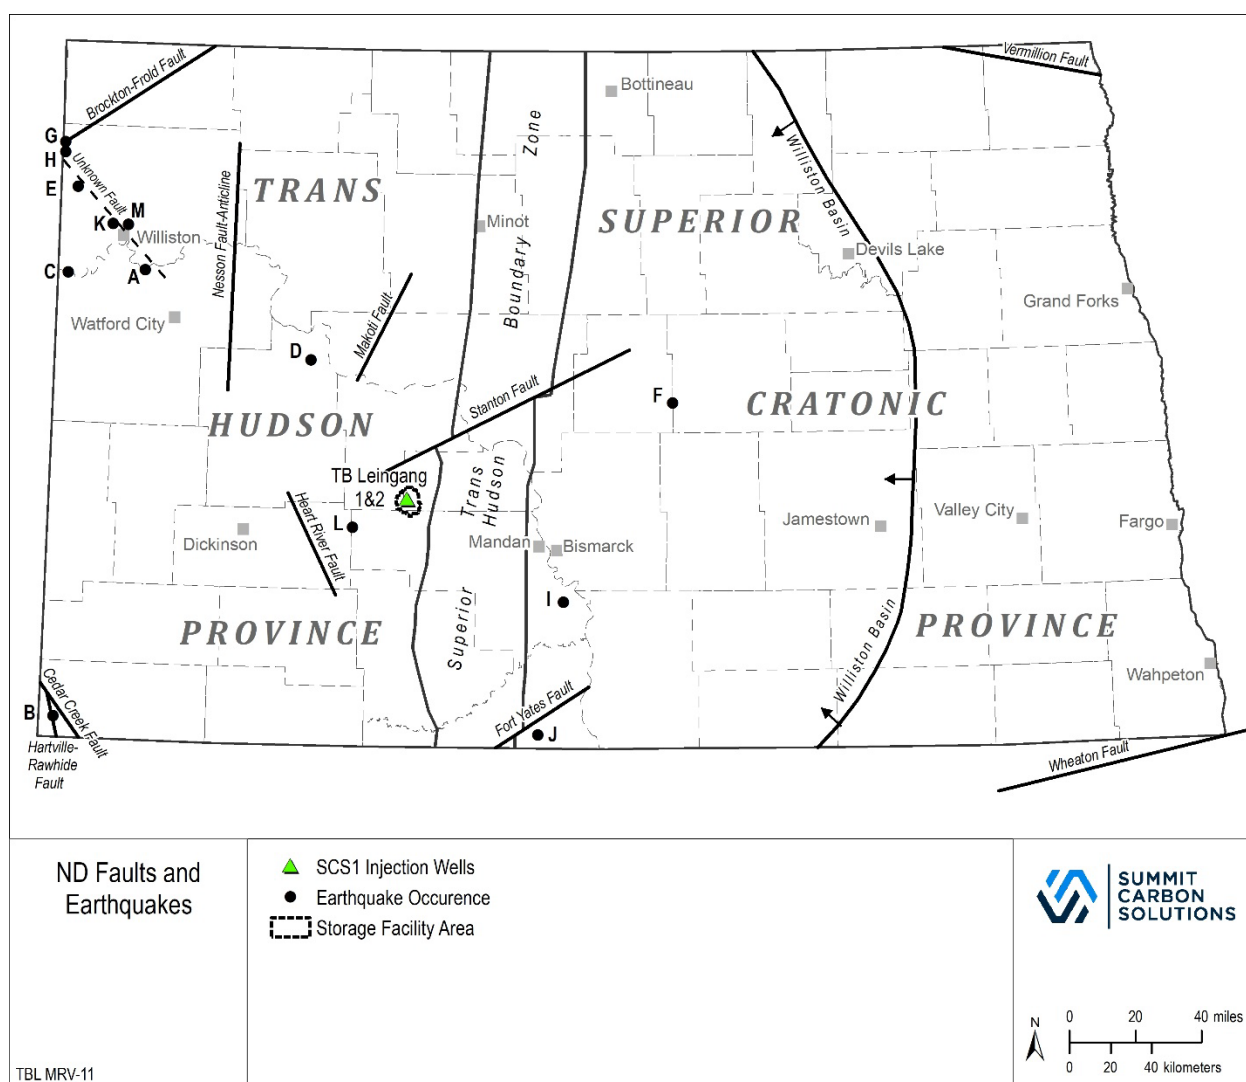 Brockton-Frold Fault
Vermillion Fault
Bottineau
G
H
Unknown Fault
E
K
M
Williston
C
A
Watford City
Nesson Fault-Anticline
TRANS
Zone
Boundary
Minot
SUPERIOR
Williston Basin
Devils Lake
Grand Forks
D
Makoti Fault
Stanton Fault
F
HUDSON
CRATONIC
TB Leingang
1&2
Trans
Hudson
Heart River Fault
L
Dickinson
Mandan
Bismarck
Jamestown
Valley City
Fargo
I
PROVINCE
Superior
Williston Basin
PROVINCE
Wahpeton
B
Cedar Creek Fault
Hartville-
Rawhide
Fault
Fort Yates Fault
J
Wheaton Fault
ND Faults and
Earthquakes
SCS1 Injection Wells
Earthquake Occurence
Storage Facility Area
SUMMIT
CARBON
SOLUTIONS
N
0 20 40 miles
0 20 40 kilometers
TBL MRV-11